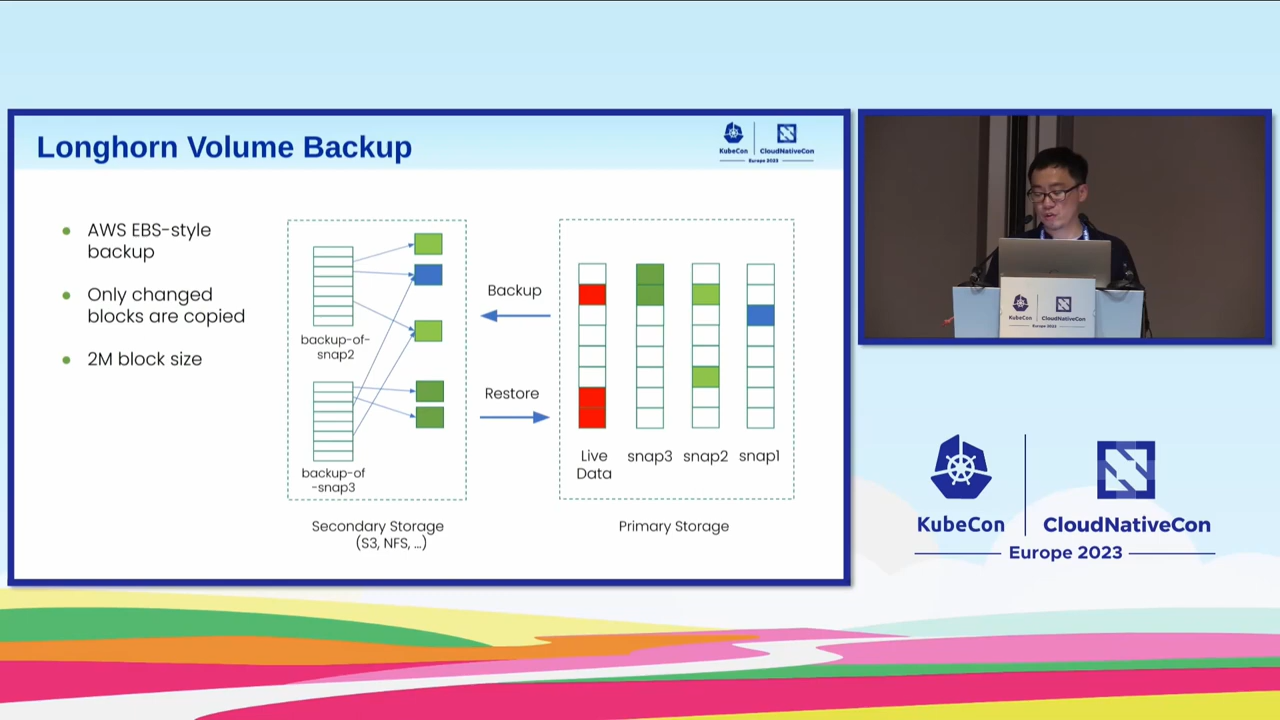 Longhorn Volume Backup
KubeCon
CloudNativeCon
Europe 2023
AWS EBS-style
backup
Only changed
blocks are copied
2M block size
backup-of-
snap2
backup-of
-snap3
Secondary Storage
(S3, NFS, ...)
Backup
Restore
Live
Data
snap3
snap2
snap1
Primary Storage
KubeCon
CloudNativeCon
Europe 2023
KubeCon
CloudNativeCon
Europe 2023